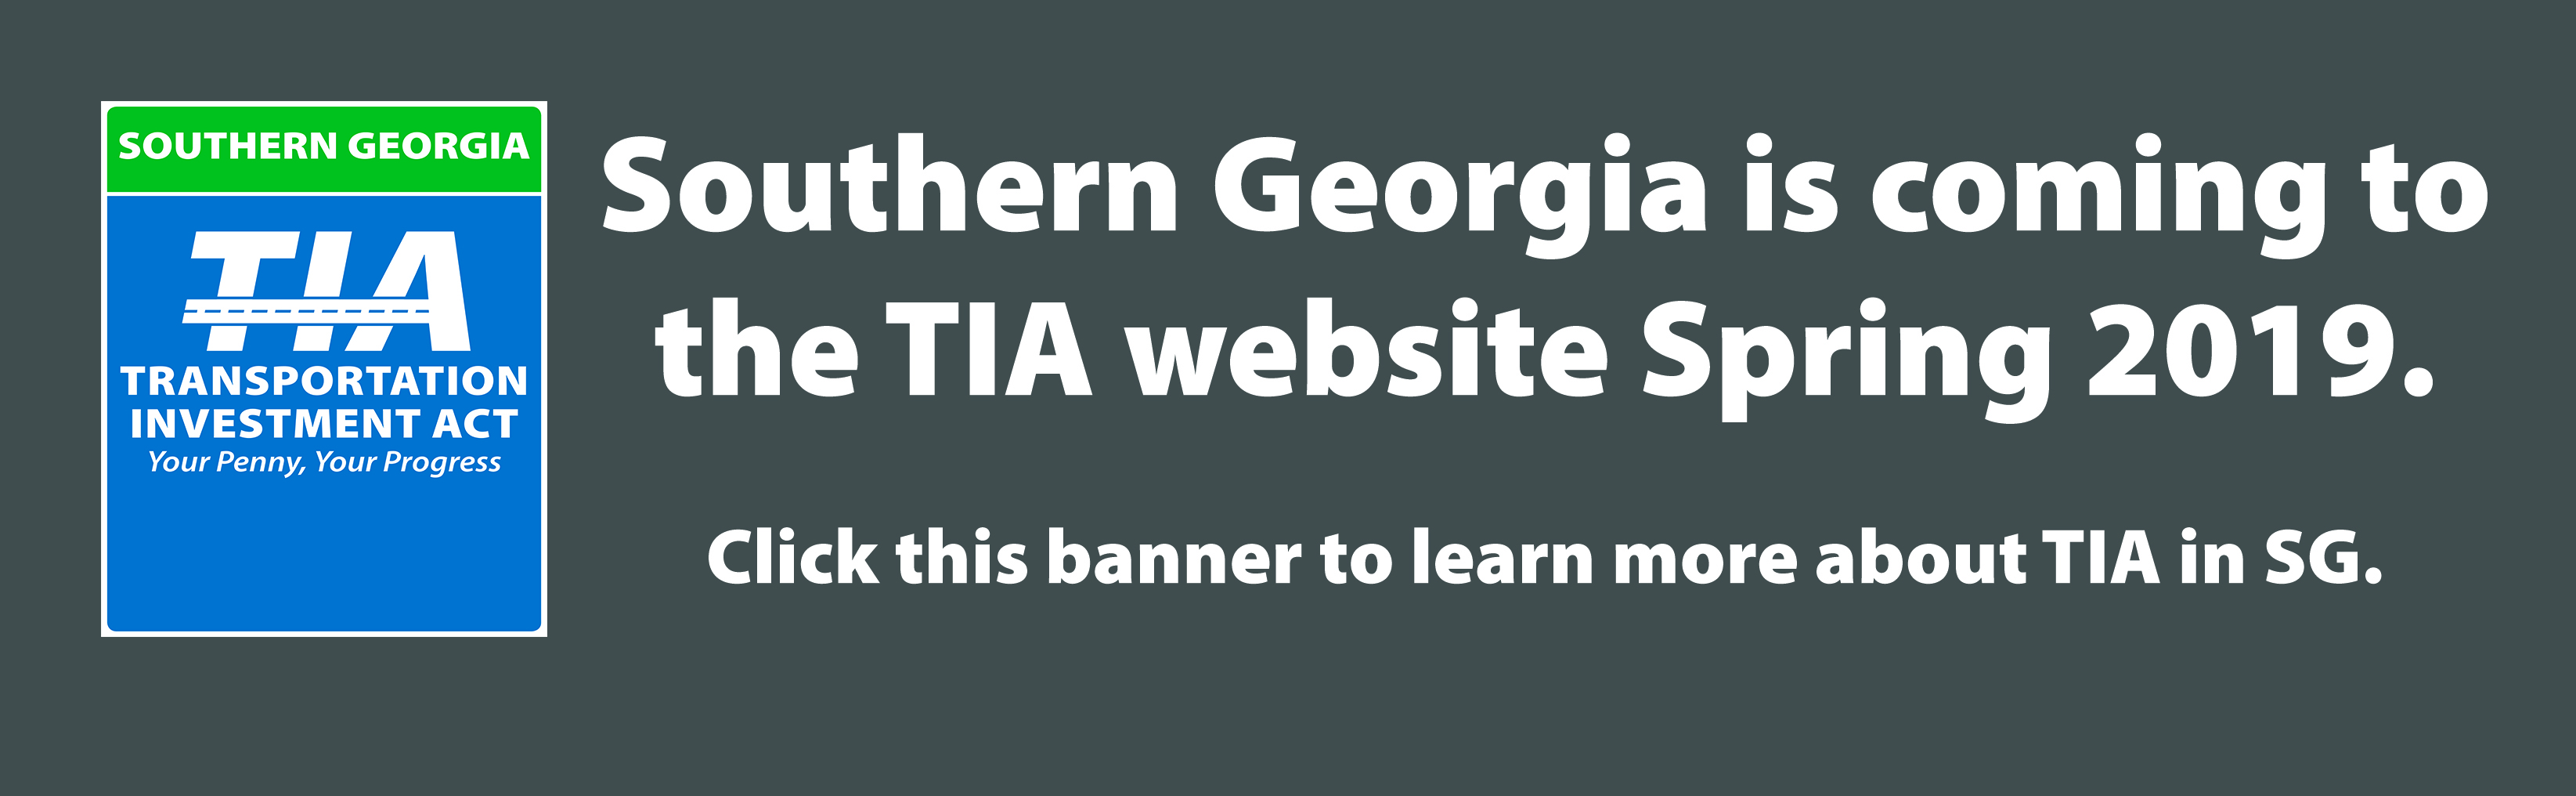 SOUTHERN GEORGIA
TIA
TRANSPORTATION
INVESTMENT ACT
Your Penny, Your Progress
Southern Georgia is coming to
the TIA website Spring 2019.
Click this banner to learn more about TIA in SG.